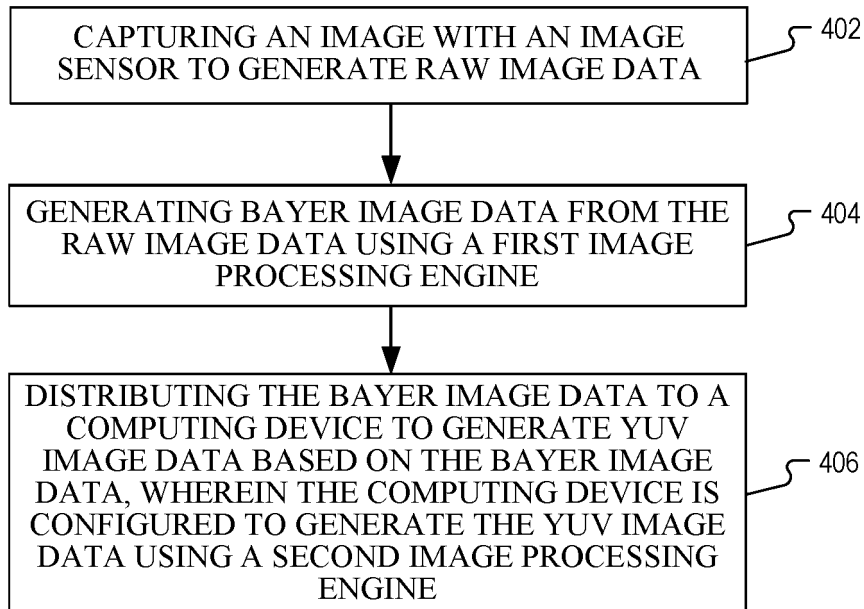 CAPTURING AN IMAGE WITH AN IMAGE
SENSOR TO GENERATE RAW IMAGE DATA
402
GENERATING BAYER IMAGE DATA FROM THE
RAW IMAGE DATA USING A FIRST IMAGE
PROCESSING ENGINE
404
DISTRIBUTING THE BAYER IMAGE DATA TO A
COMPUTING DEVICE TO GENERATE YUV
IMAGE DATA BASED ON THE BAYER IMAGE
DATA, WHEREIN THE COMPUTING DEVICE IS
CONFIGURED TO GENERATE THE YUV IMAGE
DATA USING A SECOND IMAGE PROCESSING
ENGINE
406